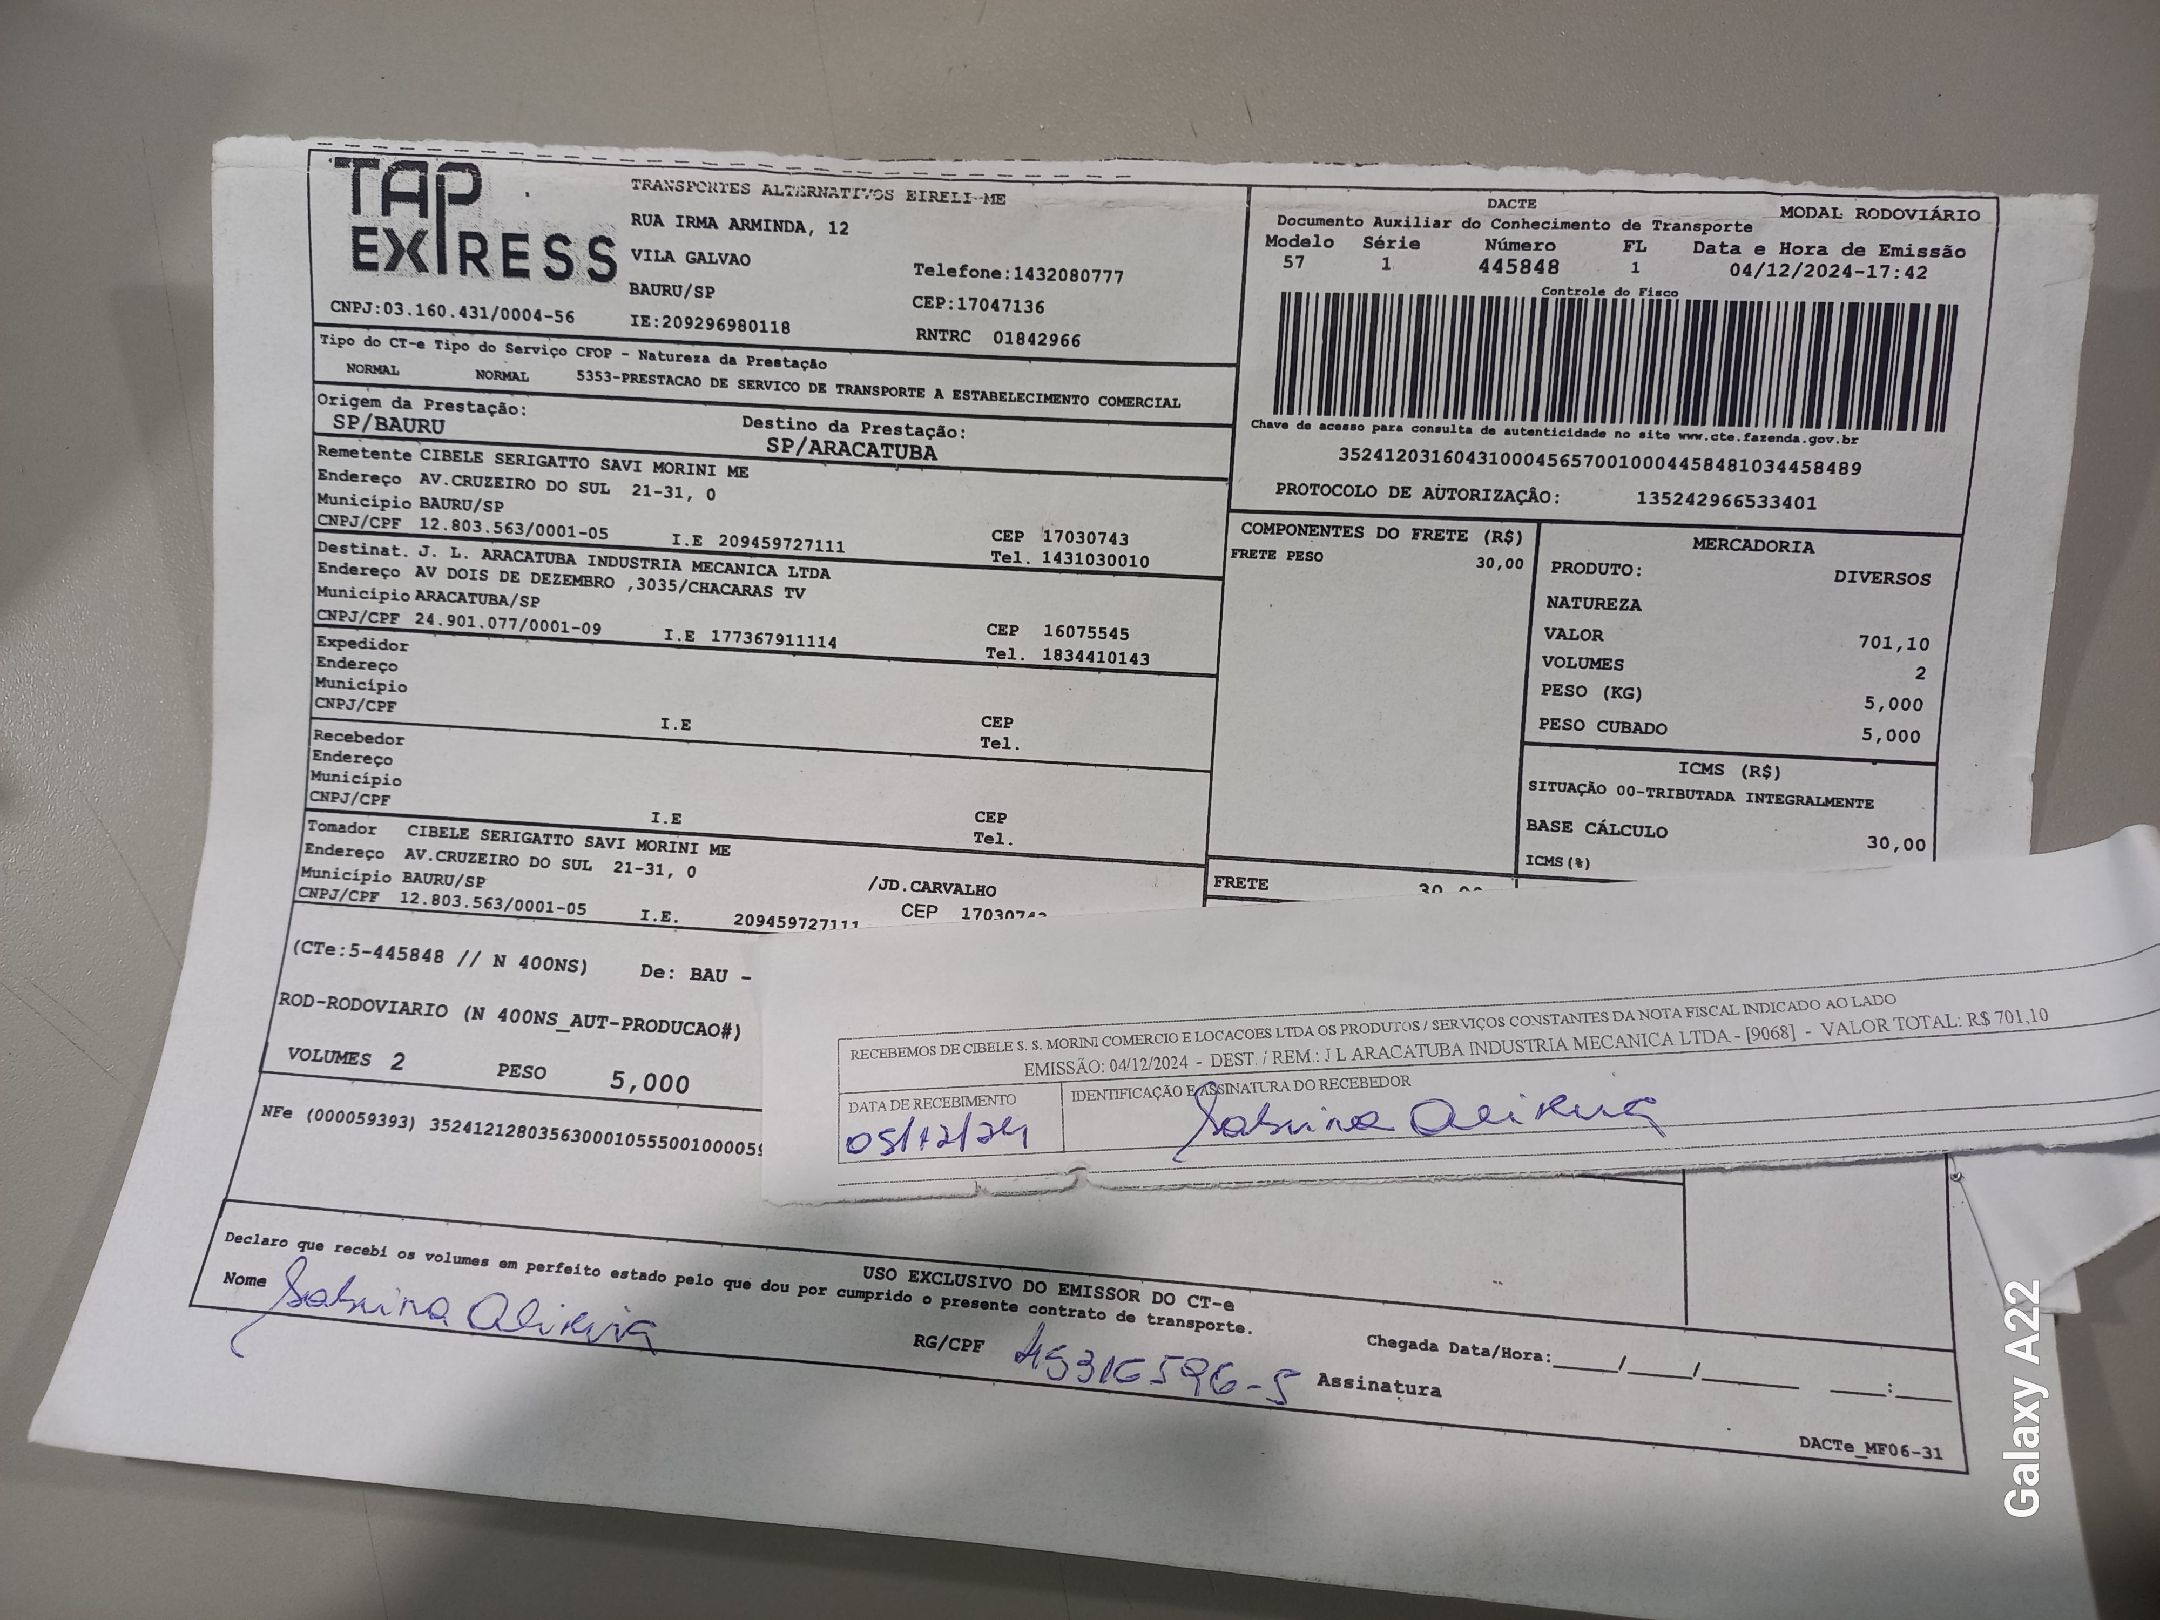 TAP EXPRESS
TRANSPORTES ALTERNATIVOS EIRELI-ME
RUA IRMA ARMINDA, 12
VILA GALVAO
BAURU/SP
Telefone:1432080777
CEP:17047136
CNPJ:03.160.431/0004-56
IE:209296980118
RNTRC 01842966
DACTE
MODAL RODOVIÁRIO
Documento Auxiliar do Conhecimento de Transporte
Modelo Série Número FL Data e Hora de Emissão
57 1 445848 1 04/12/2024-17:42
Controle do Fisco
Chave de acesso para consulta de autenticidade no site www.cte.fazenda.gov.br
35241203160431000456570010004458481034458489
PROTOCOLO DE AUTORIZAÇÃO: 135242966533401
Tipo do CT-e Tipo do Serviço CFOP - Natureza da Prestação
NORMAL NORMAL 5353-PRESTACAO DE SERVICO DE TRANSPORTE A ESTABELECIMENTO COMERCIAL
Origem da Prestação: Destino da Prestação:
SP/BAURU SP/ARACATUBA
Remetente CIBELE SERIGATTO SAVI MORINI ME
Endereço AV.CRUZEIRO DO SUL 21-31, 0
Município BAURU/SP CEP 17030743
CNPJ/CPF 12.803.563/0001-05 I.E 209459727111 Tel. 1431030010
Destinat. J. L. ARACATUBA INDUSTRIA MECANICA LTDA
Endereço AV DOIS DE DEZEMBRO ,3035/CHACARAS TV
Município ARACATUBA/SP CEP 16075545
CNPJ/CPF 24.901.077/0001-09 I.E 177367911114 Tel. 1834410143
Expedidor
Endereço
Município CEP
CNPJ/CPF I.E Tel.
Recebedor
Endereço
Município CEP
CNPJ/CPF I.E Tel.
Tomador CIBELE SERIGATTO SAVI MORINI ME
Endereço AV.CRUZEIRO DO SUL 21-31, 0 /JD.CARVALHO
Município BAURU/SP CEP 17030743
CNPJ/CPF 12.803.563/0001-05 I.E. 209459727111
COMPONENTES DO FRETE (R$)
FRETE PESO 30,00
FRETE 30,00
MERCADORIA
PRODUTO: DIVERSOS
NATUREZA
VALOR 701,10
VOLUMES 2
PESO (KG) 5,000
PESO CUBADO 5,000
ICMS (R$)
SITUAÇÃO 00-TRIBUTADA INTEGRALMENTE
BASE CÁLCULO 30,00
ICMS(%)
(CTe:5-445848 // N 400NS) De: BAU -
ROD-RODOVIARIO (N 400NS_AUT-PRODUCAO#)
VOLUMES 2 PESO 5,000
NFe (000059393) 352412128035630001055500100005
RECEBEMOS DE CIBELE S. S. MORINI COMERCIO E LOCACOES LTDA OS PRODUTOS / SERVIÇOS CONSTANTES DA NOTA FISCAL INDICADO AO LADO
EMISSÃO: 04/12/2024 - DEST. / REM.: J L ARACATUBA INDUSTRIA MECANICA LTDA - [9068] - VALOR TOTAL: R$ 701,10
DATA DE RECEBIMENTO IDENTIFICAÇÃO E ASSINATURA DO RECEBEDOR
05/12/24 Sabrina Oliveira
USO EXCLUSIVO DO EMISSOR DO CT-e
Declaro que recebi os volumes em perfeito estado pelo que dou por cumprido o presente contrato de transporte.
Nome Sabrina Oliveira RG/CPF 45316596-5 Assinatura
Chegada Data/Hora:____/____/______ ___:___
DACTe_MF06-31
Galaxy A22